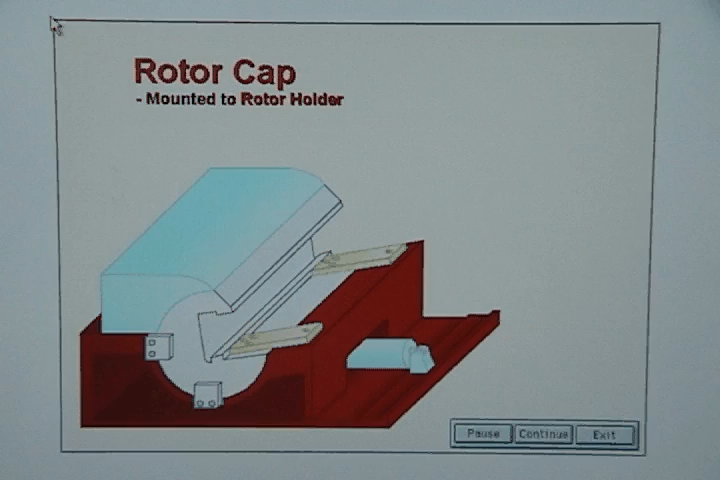 Rotor Cap
- Mounted to Rotor Holder
Pause
Continue
Exit